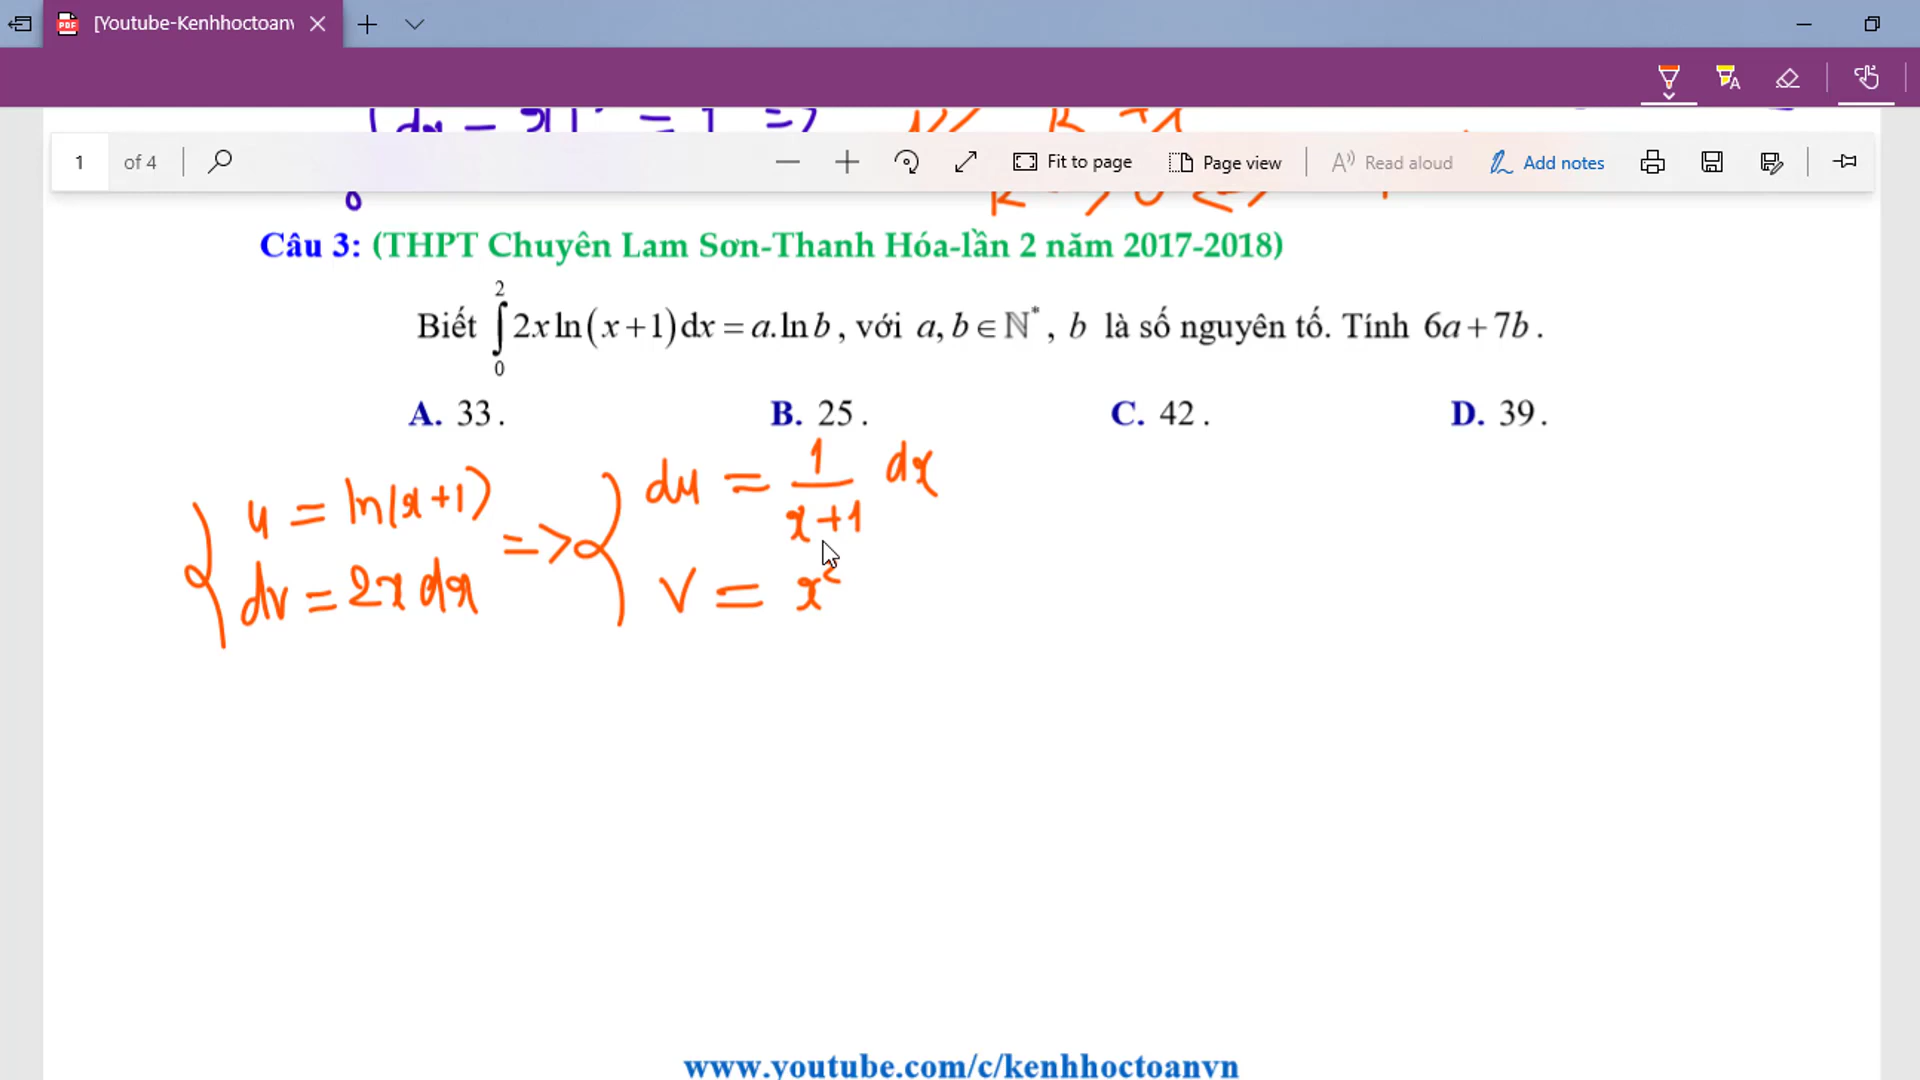 [Youtube-Kenhhoctoanv
1 of 4
Fit to page
Page view
Read aloud
Add notes
Câu 3: (THPT Chuyên Lam Sơn-Thanh Hóa-lần 2 năm 2017-2018)
Biết ∫₀² 2x ln(x+1)dx = a.ln b, với a, b ∈ ℕ*, b là số nguyên tố. Tính 6a+7b.
A. 33. B. 25. C. 42. D. 39.
{ u = ln(x+1) => { du = 1/(x+1) dx
dv = 2x dx v = x²
www.youtube.com/c/kenhhoctoanvn